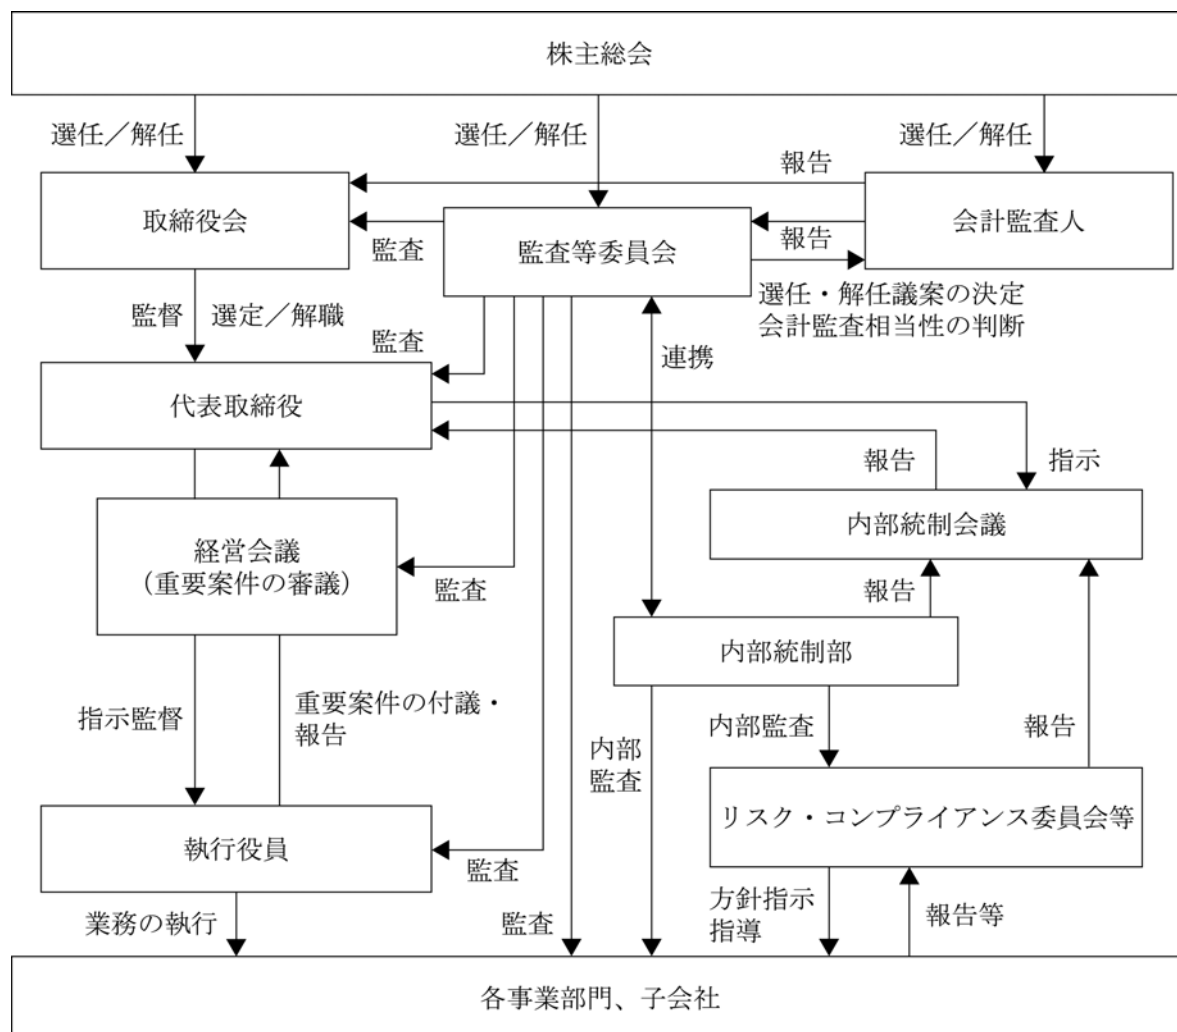 株主総会
選任／解任
選任／解任
選任／解任
報告
取締役会
監査
監査等委員会
報告
会計監査人
選任・解任議案の決定
会計監査相当性の判断
監督
選定／解職
監査
連携
代表取締役
報告
指示
内部統制会議
経営会議
（重要案件の審議）
監査
報告
内部統制部
指示監督
重要案件の付議・
報告
内部
監査
内部監査
報告
リスク・コンプライアンス委員会等
執行役員
監査
業務の執行
監査
方針指示
指導
報告等
各事業部門、子会社